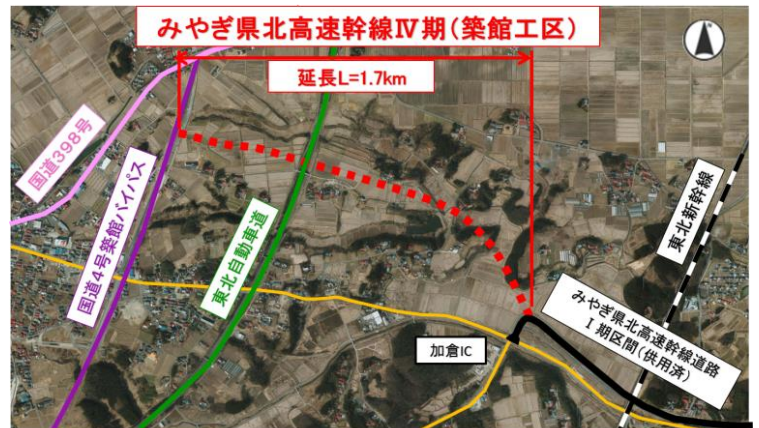 みやぎ県北高速幹線Ⅳ期(築館工区)
延長L=1.7km
国道398号
国道4号築館バイパス
東北自動車道
東北新幹線
みやぎ県北高速幹線道路
Ⅰ期区間(供用済)
加倉IC